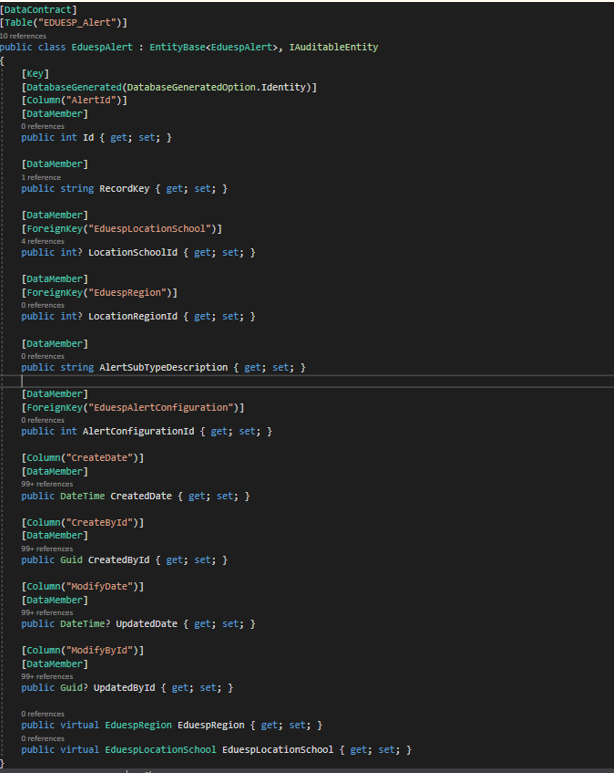 [DataContract]
[Table("EDUESP_Alert")]
10 references
public class EduespAlert : EntityBase<EduespAlert>, IAuditableEntity
{
[Key]
[DatabaseGenerated(DatabaseGeneratedOption.Identity)]
[Column("AlertId")]
[DataMember]
0 references
public int Id { get; set; }
[DataMember]
1 reference
public string RecordKey { get; set; }
[DataMember]
[ForeignKey("EduespLocationSchool")]
4 references
public int? LocationSchoolId { get; set; }
[DataMember]
[ForeignKey("EduespRegion")]
0 references
public int? LocationRegionId { get; set; }
[DataMember]
0 references
public string AlertSubTypeDescription { get; set; }
[DataMember]
[ForeignKey("EduespAlertConfiguration")]
0 references
public int AlertConfigurationId { get; set; }
[Column("CreateDate")]
[DataMember]
99+ references
public DateTime CreatedDate { get; set; }
[Column("CreateById")]
[DataMember]
99+ references
public Guid CreatedById { get; set; }
[Column("ModifyDate")]
[DataMember]
99+ references
public DateTime? UpdatedDate { get; set; }
[Column("ModifyById")]
[DataMember]
99+ references
public Guid? UpdatedById { get; set; }
0 references
public virtual EduespRegion EduespRegion { get; set; }
0 references
public virtual EduespLocationSchool EduespLocationSchool { get; set; }
}